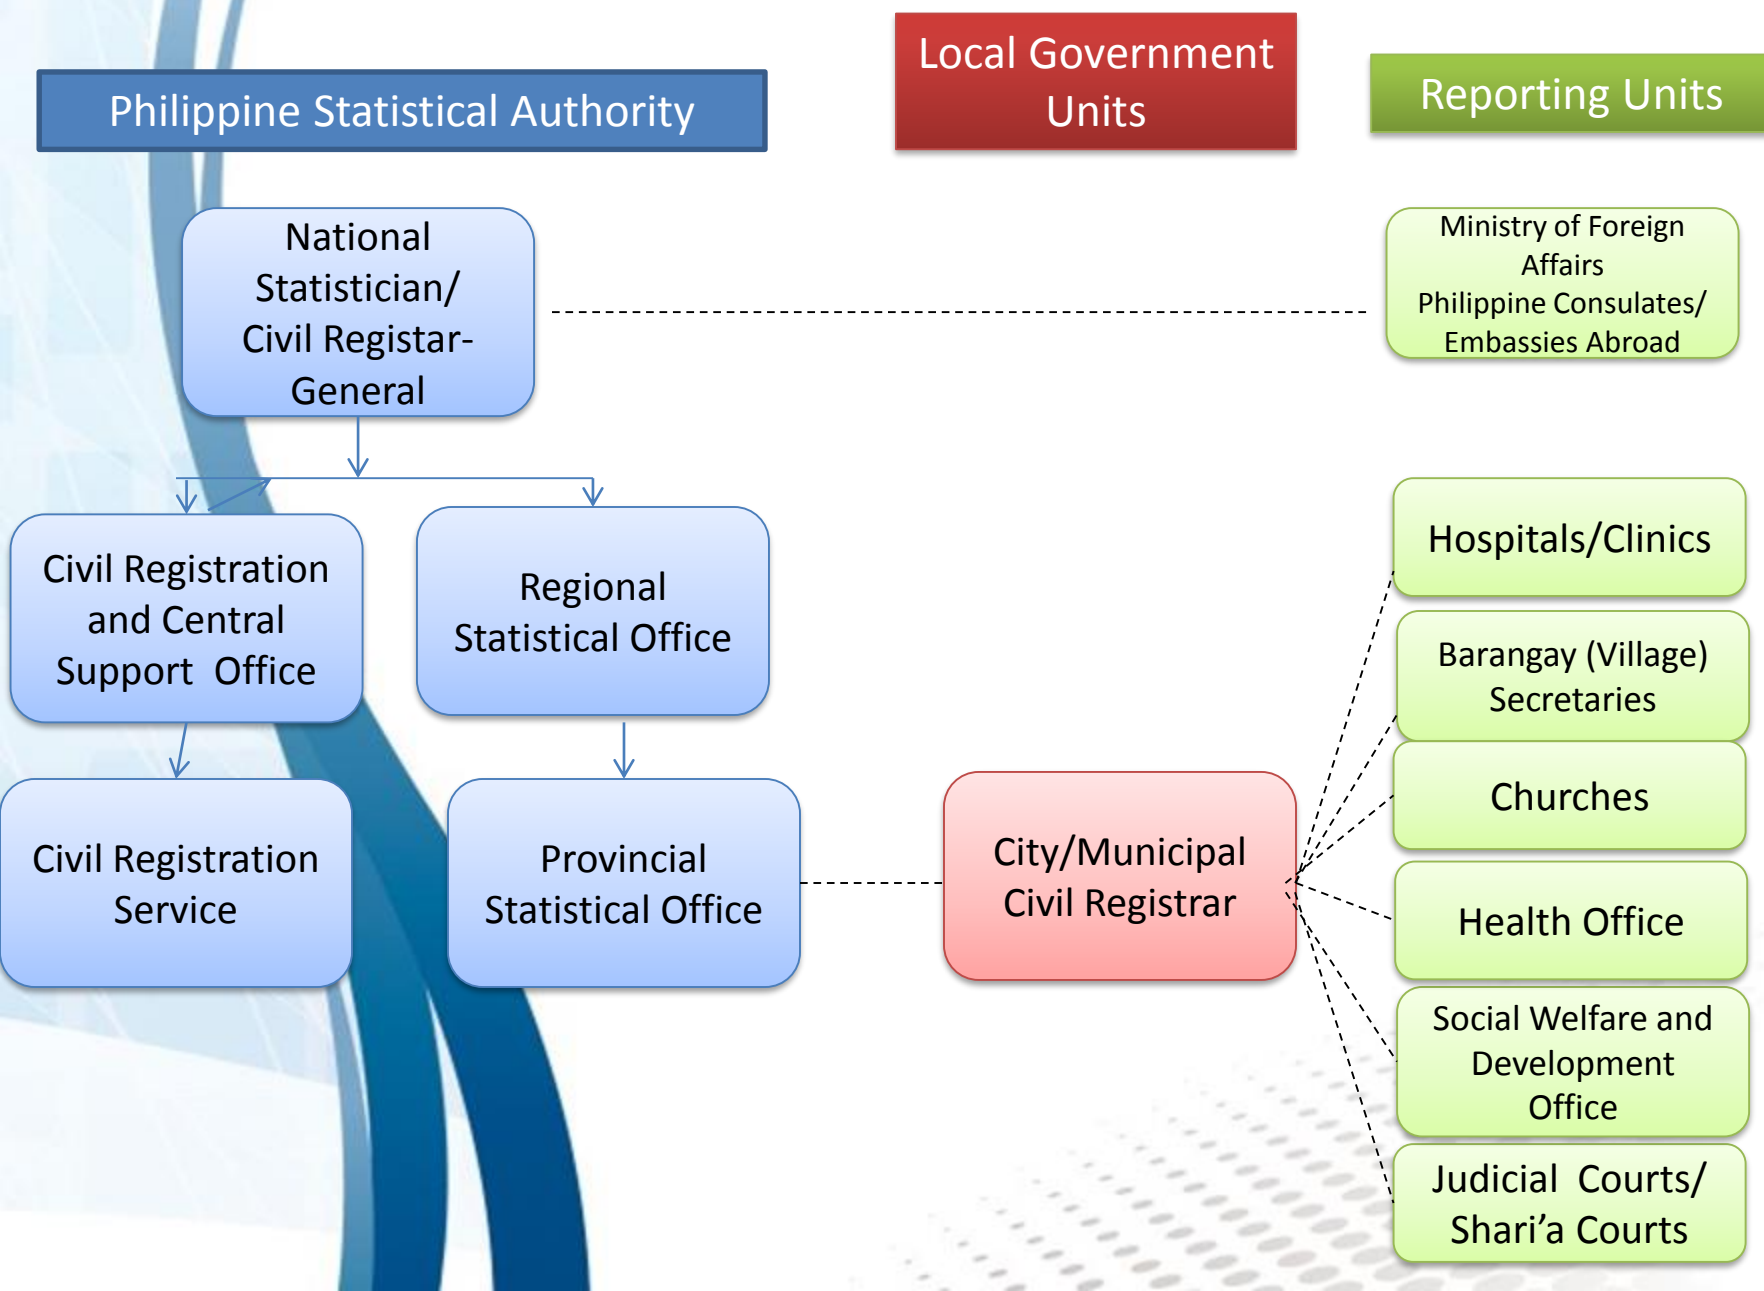 Philippine Statistical Authority
Local Government
Units
Reporting Units
National
Statistician/
Civil Registar-
General
Ministry of Foreign
Affairs
Philippine Consulates/
Embassies Abroad
Civil Registration
and Central
Support Office
Regional
Statistical Office
Hospitals/Clinics
Barangay (Village)
Secretaries
Churches
Civil Registration
Service
Provincial
Statistical Office
City/Municipal
Civil Registrar
Health Office
Social Welfare and
Development
Office
Judicial Courts/
Shari’a Courts